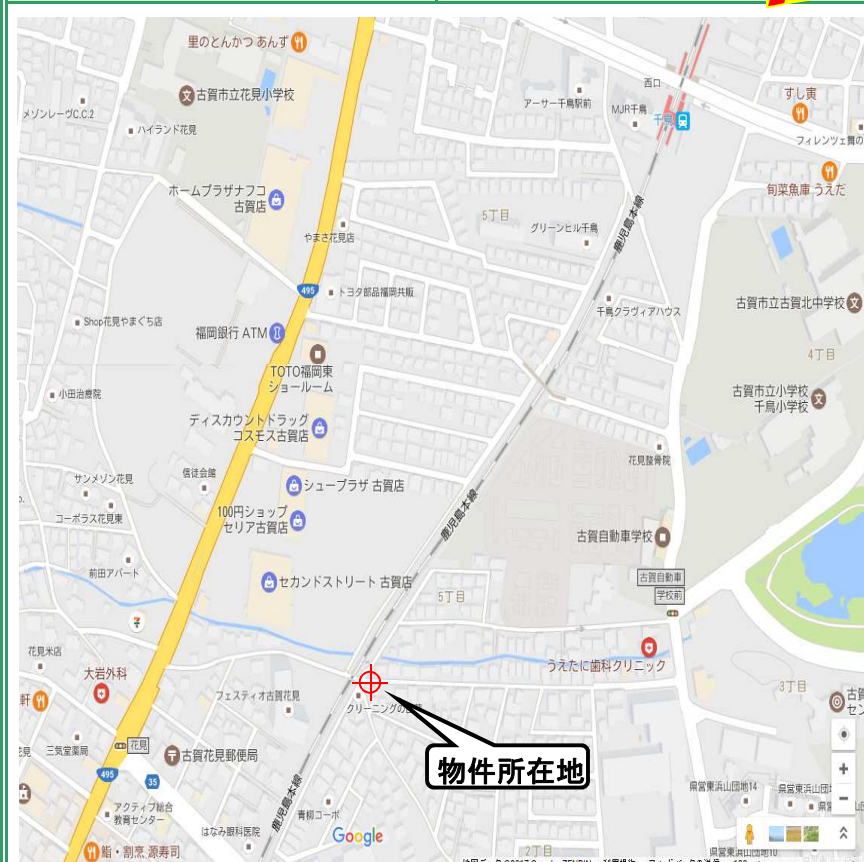 里のとんかつ あんず
西口
古賀市立花見小学校
アーサー千鳥駅前
すし寅
メゾンレーヴC.C.2
MJR千鳥
千鳥
ハイランド花見
フィレンツェ舞の
ホームプラザナフコ
古賀店
旬菜魚庫 うえだ
5丁目
グリーンヒル千鳥
鹿児島本線
やまさ花見店
495
トヨタ部品福岡共販
千鳥クラヴィアハウス
古賀市立古賀北中学校
Shop花見やまぐち店
福岡銀行 ATM
4丁目
TOTO福岡東
ショールーム
小田治療院
古賀市立小学校
千鳥小学校
ディスカウントドラッグ
コスモス古賀店
花見整骨院
サンメゾン花見
信徒会館
シュープラザ 古賀店
鹿児島本線
コーポラス花見東
100円ショップ
セリア古賀店
古賀自動車学校
前田アパート
セカンドストリート 古賀店
古賀自動車
学校前
5丁目
花見米店
大岩外科
うえたに歯科クリニック
フェスティオ古賀花見
3丁目
軒
クリーニングの
三気堂薬局
花見
古賀花見郵便局
物件所在地
495
35
県営東浜山団地14
アクティブ総合
教育センター
青柳コーポ
鹿児島本線
はなみ眼科医院
Google
鮨・割烹 源寿司
2丁目
県営東浜山団地10